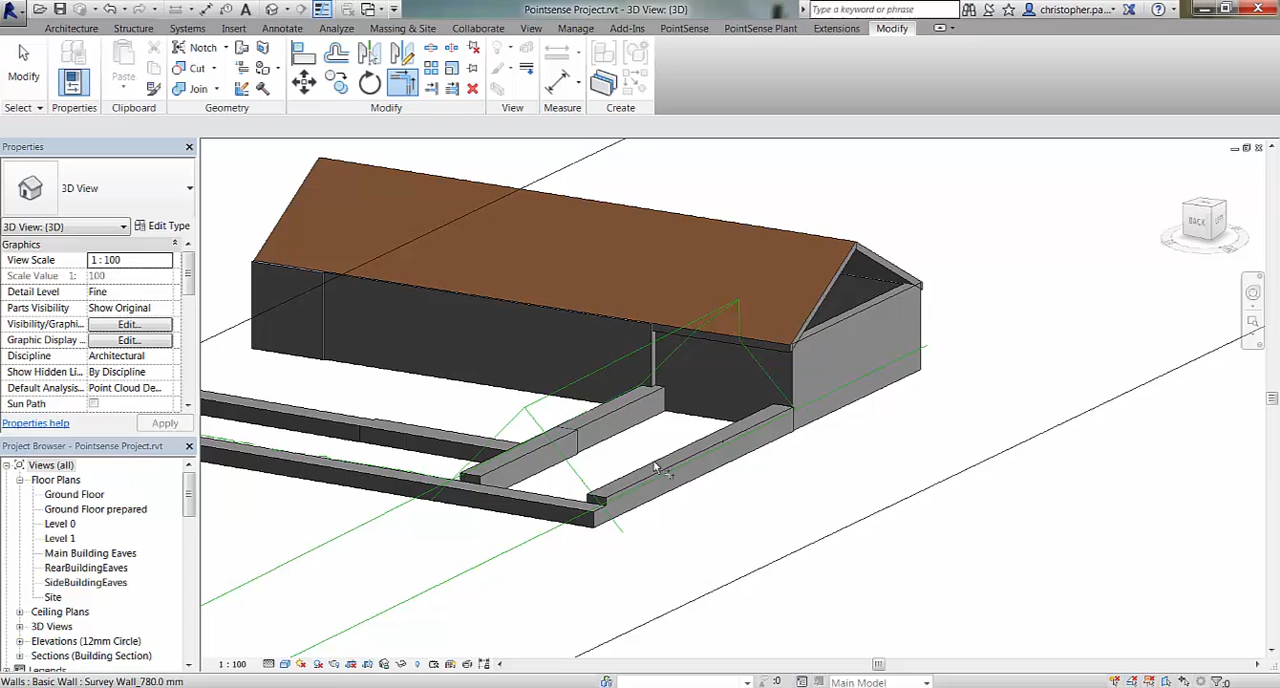 Pointsense Project.rvt - 3D View: {3D}
Type a keyword or phrase
christopher.pa...
Architecture Structure Systems Insert Annotate Analyze Massing & Site Collaborate View Manage Add-Ins PointSense PointSense Plant Extensions Modify
Modify
Paste
Notch
Cut
Join
Select Properties Clipboard Geometry Modify View Measure Create
Properties
3D View
3D View: {3D} Edit Type
Graphics
View Scale 1 : 100
Scale Value 1: 100
Detail Level Fine
Parts Visibility Show Original
Visibility/Graphi... Edit...
Graphic Display ... Edit...
Discipline Architectural
Show Hidden Li... By Discipline
Default Analysis... Point Cloud De...
Sun Path
Properties help Apply
Project Browser - Pointsense Project.rvt
Views (all)
Floor Plans
Ground Floor
Ground Floor prepared
Level 0
Level 1
Main Building Eaves
RearBuildingEaves
SideBuildingEaves
Site
Ceiling Plans
3D Views
Elevations (12mm Circle)
Sections (Building Section)
Legends
BACK
LEFT
1 : 100
Walls : Basic Wall : Survey Wall_780.0 mm
:0
Main Model
:0